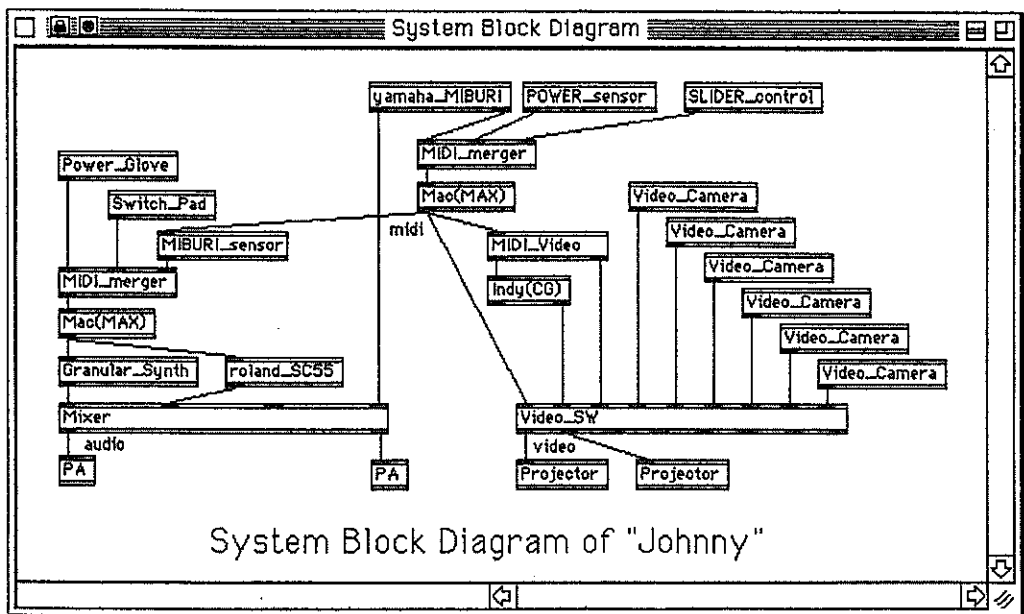 System Block Diagram
yamaha_MIBURI
POWER_sensor
SLIDER_control
MIDI_merger
Power_Glove
Mac(MAX)
Video_Camera
Switch_Pad
midi
Video_Camera
MIBURI_sensor
MIDI_Video
Video_Camera
MIDI_merger
Indy(CG)
Video_Camera
Mac(MAX)
Video_Camera
Granular_Synth
roland_SC55
Video_Camera
Mixer
Video_SW
audio
video
PA
PA
Projector
Projector
System Block Diagram of "Johnny"